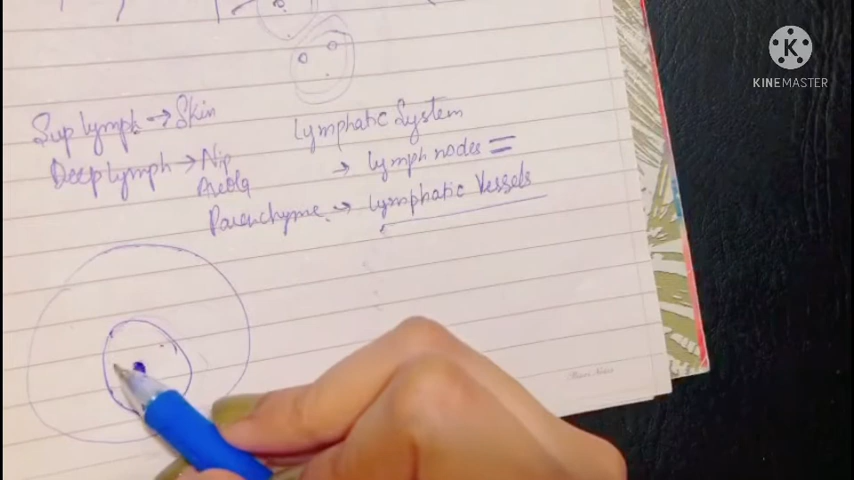 K
KINEMASTER
Sup lymph → Skin
Deep lymph → Nip
Areola
Parenchyme
Lymphatic System
→ lymph nodes =
→ lymphatic Vessels